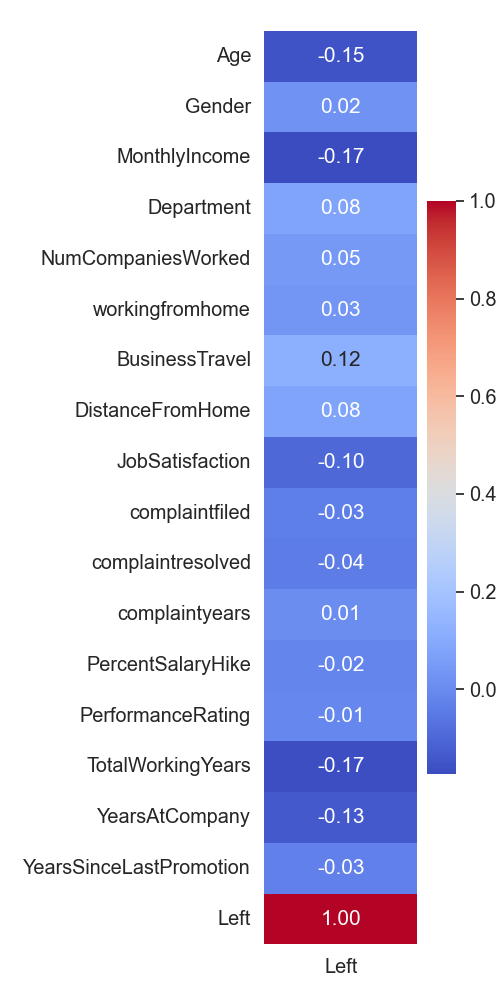 Age -0.15
Gender 0.02
MonthlyIncome -0.17
Department 0.08
NumCompaniesWorked 0.05
workingfromhome 0.03
BusinessTravel 0.12
DistanceFromHome 0.08
JobSatisfaction -0.10
complaintfiled -0.03
complaintresolved -0.04
complaintyears 0.01
PercentSalaryHike -0.02
PerformanceRating -0.01
TotalWorkingYears -0.17
YearsAtCompany -0.13
YearsSinceLastPromotion -0.03
Left 1.00
Left
1.0
0.8
0.6
0.4
0.2
0.0